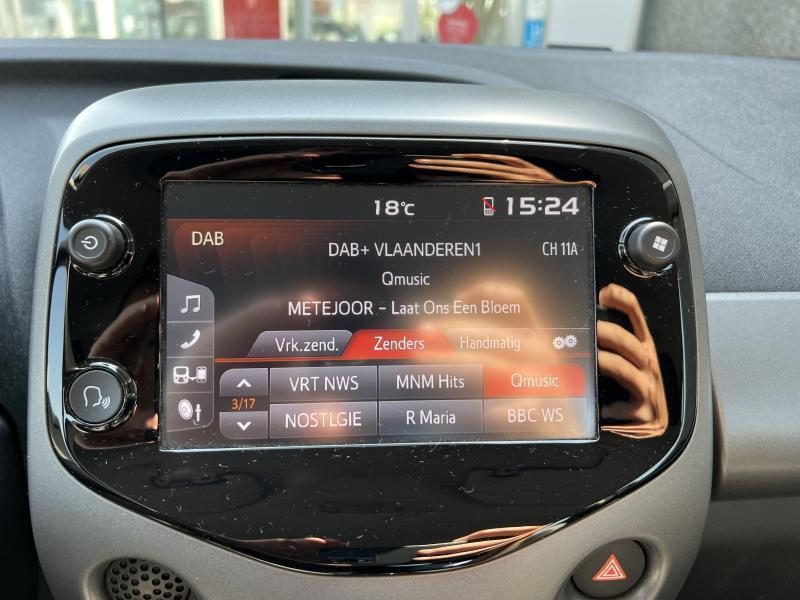 18°C 15:24
DAB
DAB+ VLAANDEREN1 CH 11A
Qmusic
METEJOOR - Laat Ons Een Bloem
Vrk.zend. Zenders Handmatig
VRT NWS MNM Hits Qmusic
3/17
NOSTLGIE R Maria BBC WS